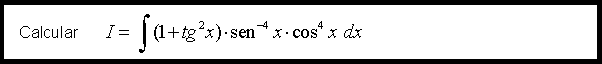 Calcular I = ∫ (1+tg²x)·sen⁻⁴ x·cos⁴ x dx